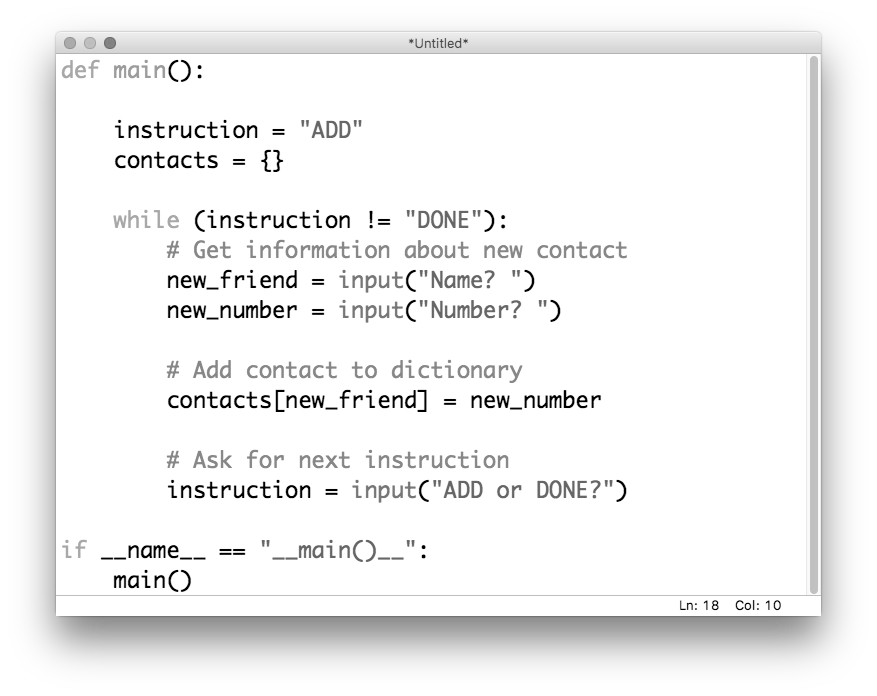 *Untitled*
def main():
    instruction = "ADD"
    contacts = {}
    while (instruction != "DONE"):
        # Get information about new contact
        new_friend = input("Name? ")
        new_number = input("Number? ")
        # Add contact to dictionary
        contacts[new_friend] = new_number
        # Ask for next instruction
        instruction = input("ADD or DONE?")
if __name__ == "__main()__":
    main()
Ln: 18 Col: 10